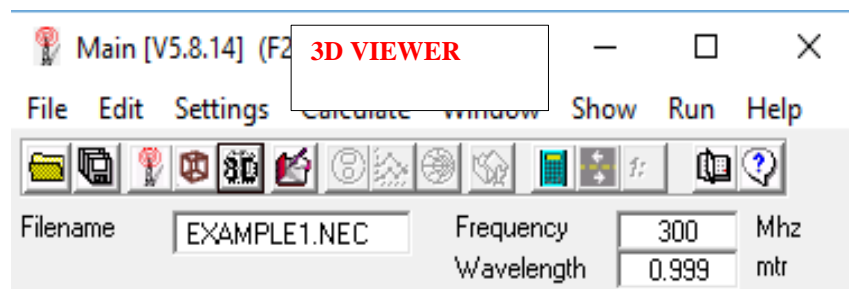 Main [V5.8.14] (F2
3D VIEWER
File Edit Settings Calculate Window Show Run Help
3D
Filename EXAMPLE1.NEC Frequency 300 Mhz
Wavelength 0.999 mtr